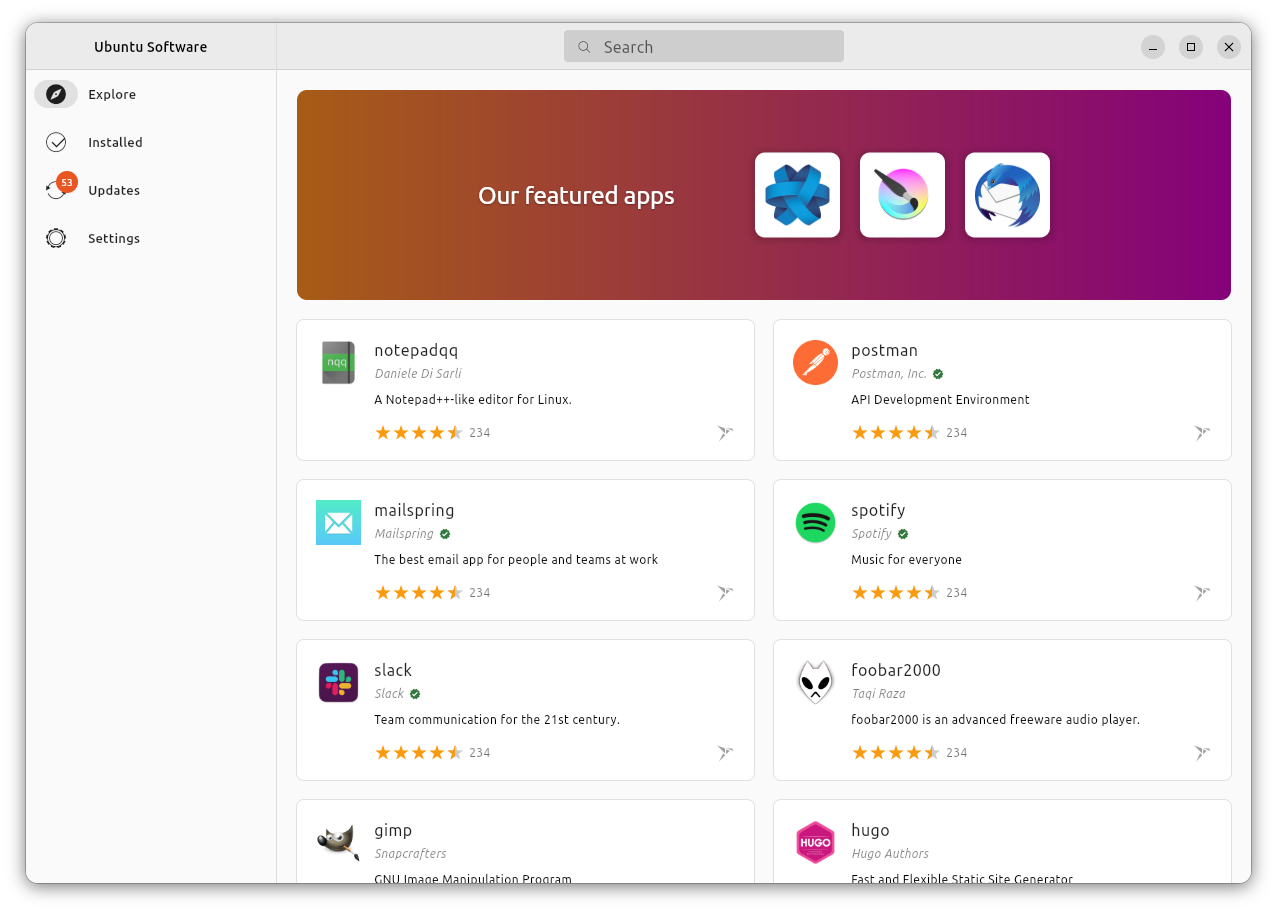 Ubuntu Software
Search
Explore
Installed
53
Updates
Settings
Our featured apps
nqq
notepadqq
Daniele Di Sarli
A Notepad++-like editor for Linux.
234
postman
Postman, Inc.
API Development Environment
234
mailspring
Mailspring
The best email app for people and teams at work
234
spotify
Spotify
Music for everyone
234
slack
Slack
Team communication for the 21st century.
234
foobar2000
Taqi Raza
foobar2000 is an advanced freeware audio player.
234
gimp
Snapcrafters
GNU Image Manipulation Program
HUGO
hugo
Hugo Authors
Fast and Flexible Static Site Generator